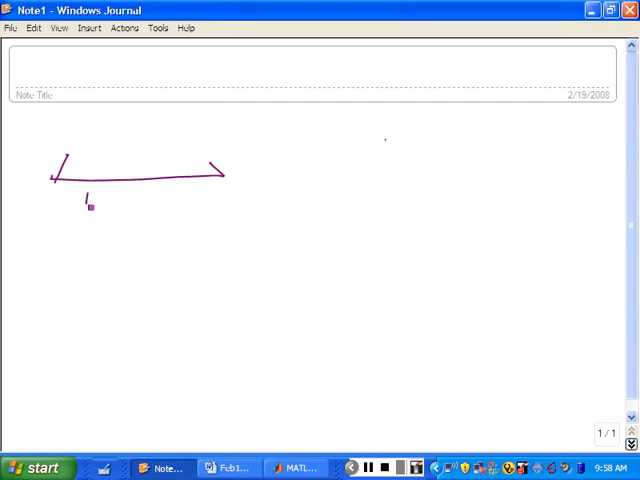 Note1 - Windows Journal
File Edit View Insert Actions Tools Help
Note Title
2/19/2008
1 / 1
start
Note...
Feb1...
MATL...
9:58 AM